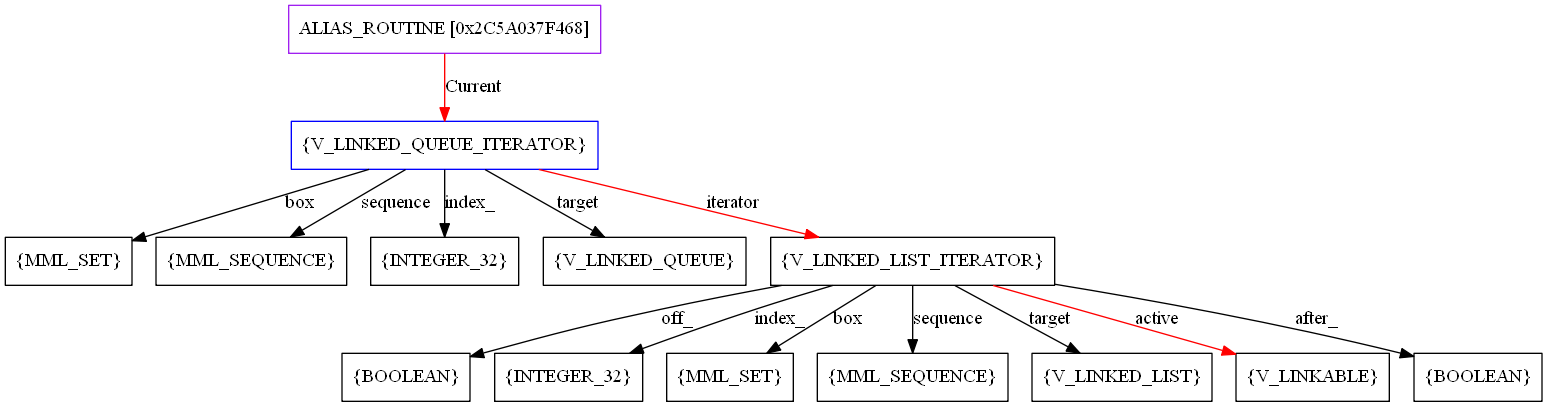 ALIAS_ROUTINE [0x2C5A037F468]
Current
{V_LINKED_QUEUE_ITERATOR}
box
sequence
index_
target
iterator
{MML_SET}
{MML_SEQUENCE}
{INTEGER_32}
{V_LINKED_QUEUE}
{V_LINKED_LIST_ITERATOR}
off_
index_
box
sequence
target
active
after_
{BOOLEAN}
{INTEGER_32}
{MML_SET}
{MML_SEQUENCE}
{V_LINKED_LIST}
{V_LINKABLE}
{BOOLEAN}